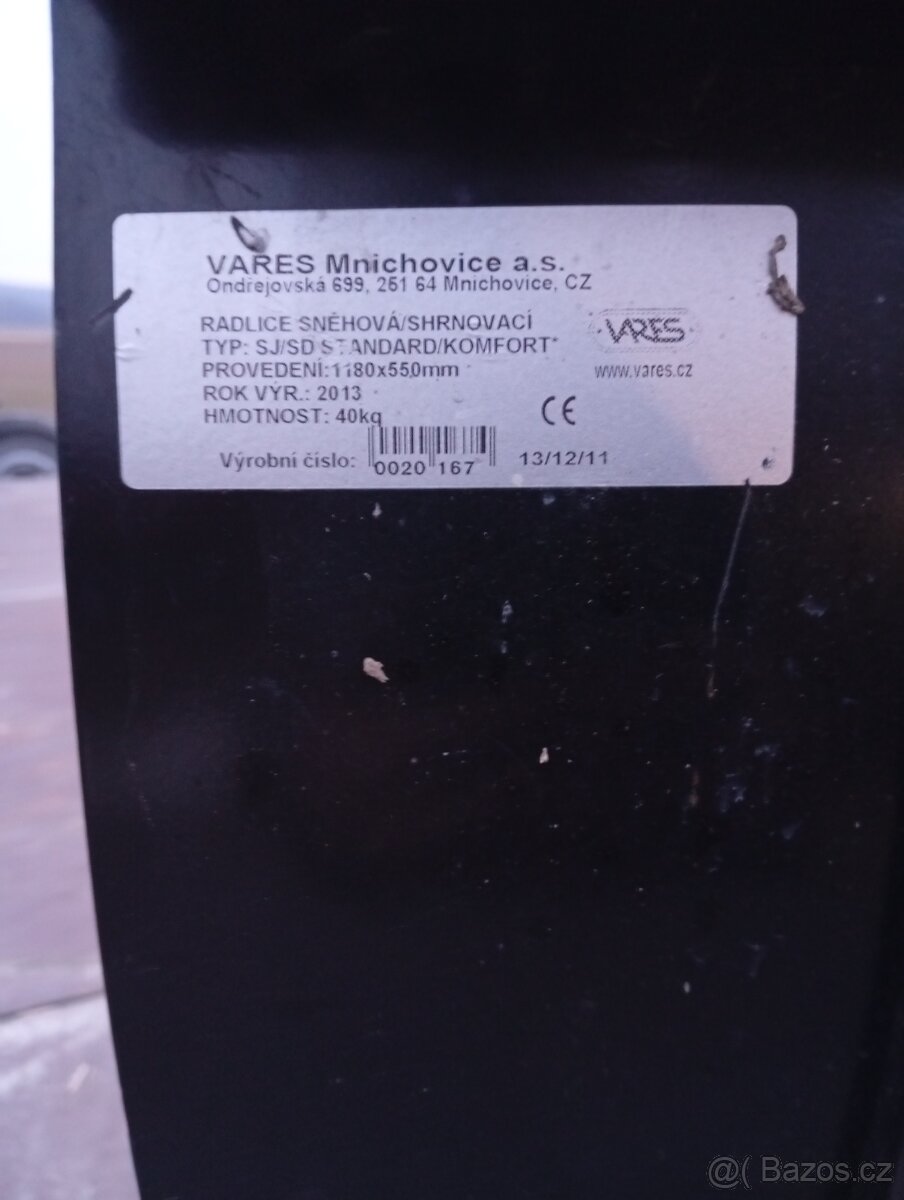 VARES Mnichovice a.s.
Ondřejovská 699, 251 64 Mnichovice, CZ
RADLICE SNĚHOVÁ/SHRNOVACÍ
TYP: SJ/SD STANDARD/KOMFORT*
PROVEDENÍ:1180x550mm
ROK VÝR.: 2013
HMOTNOST: 40kg
VARES
www.vares.cz
CE
Výrobní číslo: 0020 167 13/12/11
@( Bazos.cz